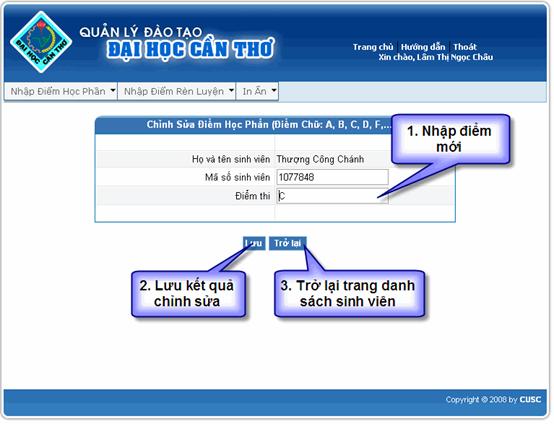 QUẢN LÝ ĐÀO TẠO
ĐẠI HỌC CẦN THƠ
ĐẠI HỌC CẦN THƠ
Trang chủ Hướng dẫn Thoát
Xin chào, Lâm Thị Ngọc Châu
Nhập Điểm Học Phần Nhập Điểm Rèn Luyện In Ấn
Chỉnh Sửa Điểm Học Phần (Điểm Chữ: A, B, C, D, F,...
1. Nhập điểm
mới
Họ và tên sinh viên Thượng Công Chánh
Mã số sinh viên 1077848
Điểm thi C
Lưu Trở lại
2. Lưu kết quả
chỉnh sửa
3. Trở lại trang danh
sách sinh viên
Copyright © 2008 by CUSC